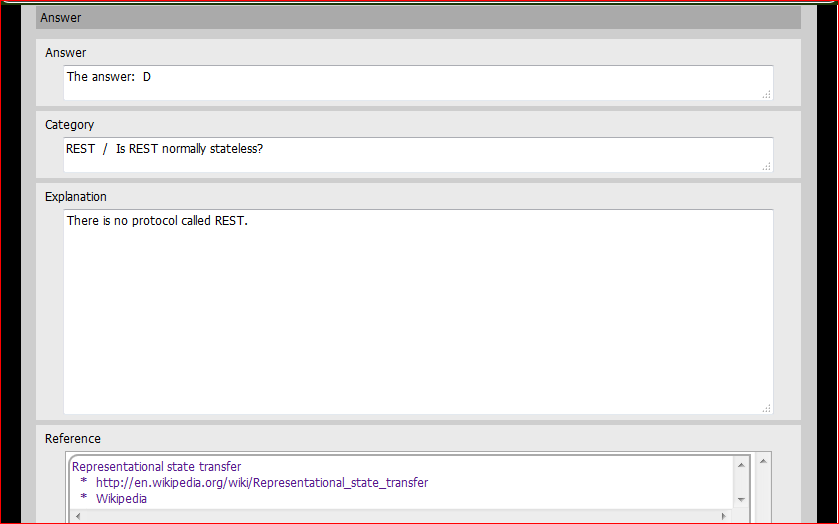 Answer
Answer
The answer:  D
Category
REST  /  Is REST normally stateless?
Explanation
There is no protocol called REST.
Reference
Representational state transfer
*  http://en.wikipedia.org/wiki/Representational_state_transfer
*  Wikipedia